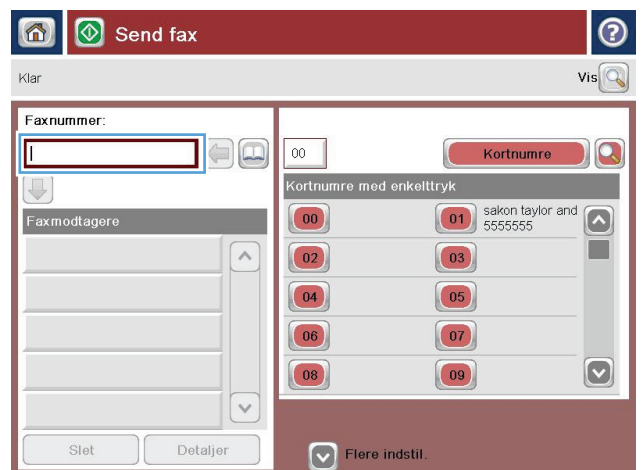 Send fax
Klar
Vis
Faxnummer:
Faxmodtagere
Slet
Detaljer
00
Kortnumre
Kortnumre med enkelttryk
00
01
sakon taylor and
5555555
02
03
04
05
06
07
08
09
Flere indstil.